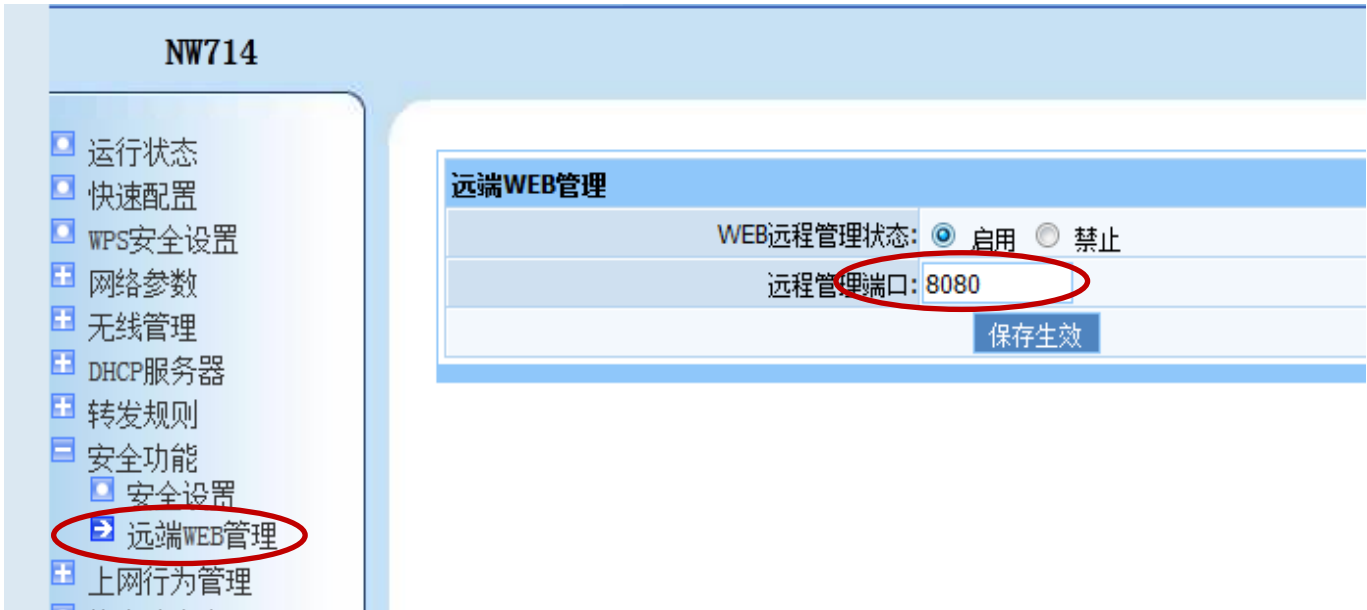 NW714
运行状态
快速配置
WPS安全设置
网络参数
无线管理
DHCP服务器
转发规则
安全功能
安全设置
远端WEB管理
上网行为管理
远端WEB管理
WEB远程管理状态: 启用 禁止
远程管理端口: 8080
保存生效